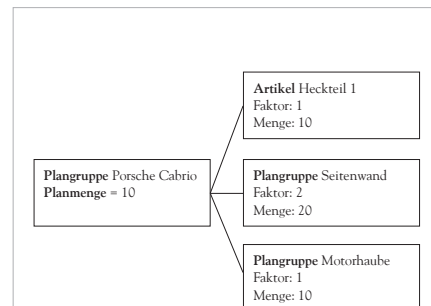 Artikel Heckteil 1
Faktor: 1
Menge: 10
Plangruppe Porsche Cabrio
Planmenge = 10
Plangruppe Seitenwand
Faktor: 2
Menge: 20
Plangruppe Motorhaube
Faktor: 1
Menge: 10